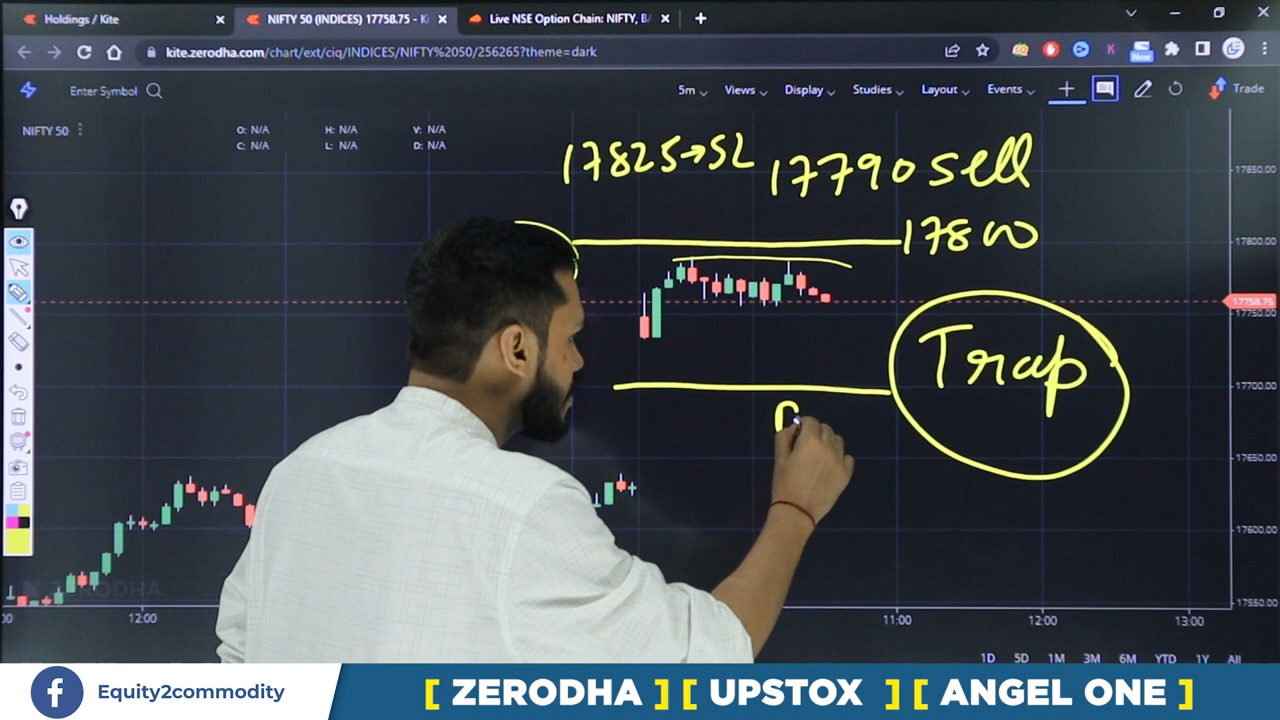 Holdings / Kite
NIFTY 50 (INDICES) 17758.75 - Ki
Live NSE Option Chain: NIFTY, BA
kite.zerodha.com/chart/ext/ciq/INDICES/NIFTY%2050/256265?theme=dark
New
Enter Symbol
5m Views Display Studies Layout Events Trade
NIFTY 50
O: N/A H: N/A V: N/A
C: N/A L: N/A D: N/A
17825→SL 17790 sell
17850.00
17800
17800.00
17758.75
17750.00
Trap
17700.00
17650.00
17600.00
ZERODHA
17550.00
:00 12:00 11:00 12:00 13:00
1D 5D 1M 3M 6M YTD 1Y All
Equity2commodity
[ ZERODHA ] [ UPSTOX ] [ ANGEL ONE ]